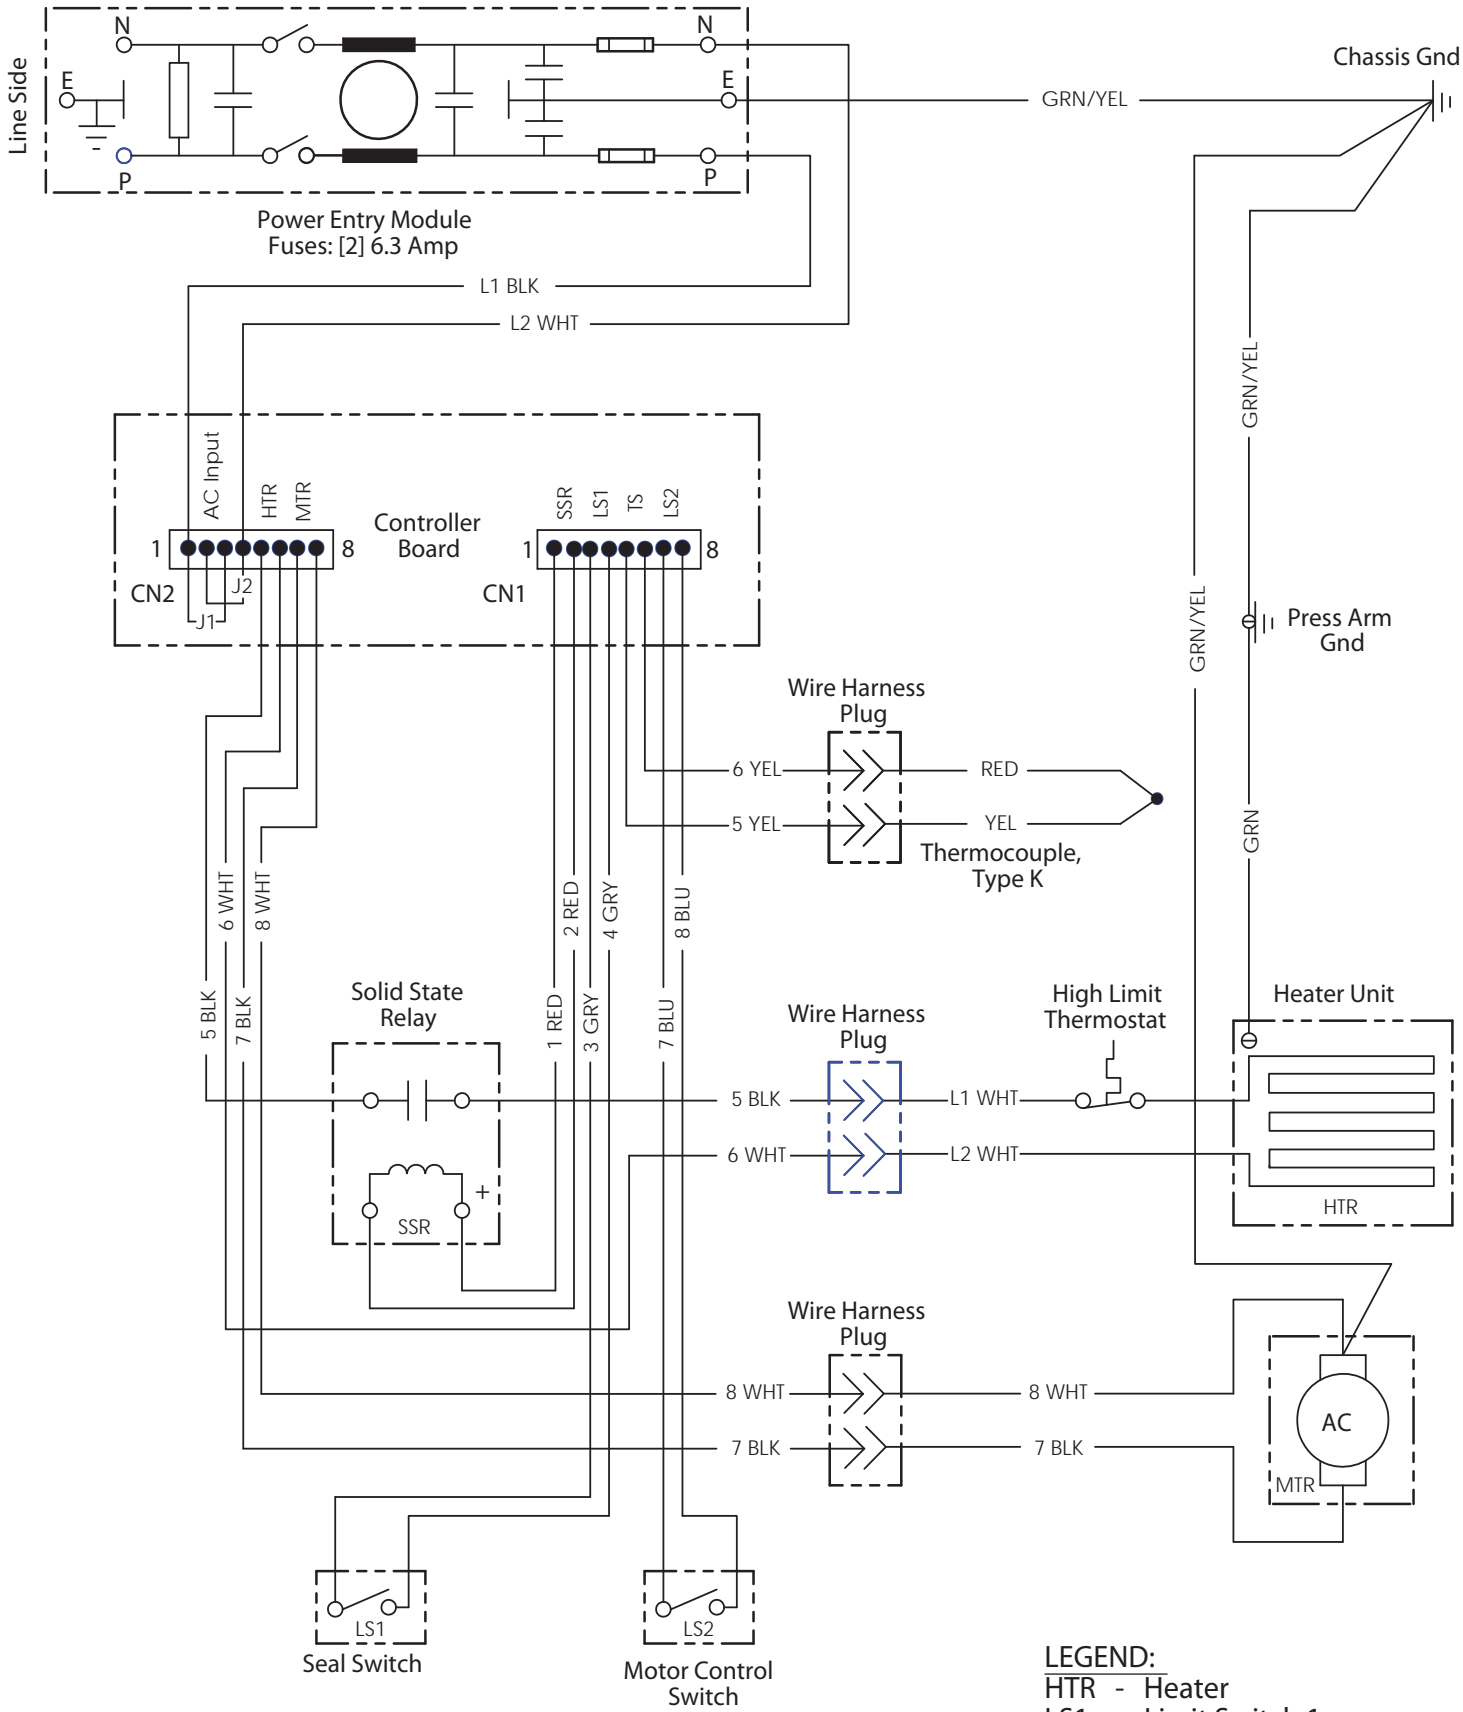 N
N
Chassis Gnd
Line Side
E
E
GRN/YEL
P
P
Power Entry Module
Fuses: [2] 6.3 Amp
L1 BLK
L2 WHT
GRN/YEL
AC Input
HTR
MTR
SSR
LS1
TS
LS2
Controller
Board
1
8
1
8
CN2
J2
CN1
J1
GRN/YEL
Press Arm
Gnd
Wire Harness
Plug
6 YEL
RED
5 YEL
YEL
Thermocouple,
Type K
GRN
6 WHT
8 WHT
2 RED
4 GRY
8 BLU
5 BLK
7 BLK
Solid State
Relay
1 RED
3 GRY
7 BLU
Wire Harness
Plug
High Limit
Thermostat
Heater Unit
5 BLK
L1 WHT
6 WHT
L2 WHT
+
SSR
HTR
Wire Harness
Plug
8 WHT
8 WHT
AC
7 BLK
7 BLK
MTR
LS1
Seal Switch
LS2
Motor Control
Switch
LEGEND:
HTR - Heater
LS1 - Limit Switch 1